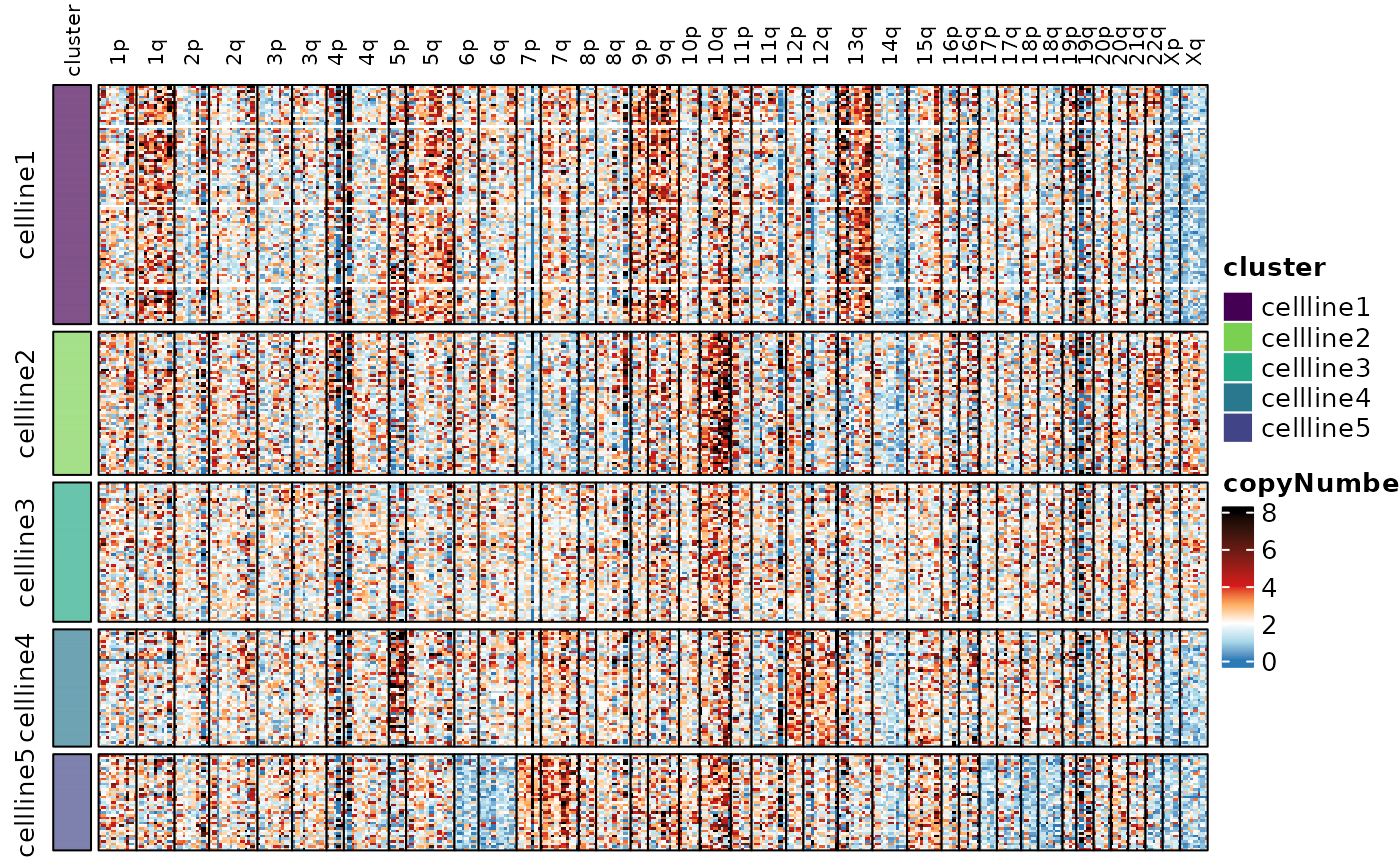 cluster 1p 1q 2p 2q 3p 3q 4p 4q 5p 5q 6p 6q 7p 7q 8p 8q 9p 9q 10p 10q 11p 11q 12p 12q 13q 14q 15q 16p 16q 17p 17q 18p 18q 19p 19q 20p 20q 21q 22q Xp Xq
cellline1
cellline2
cellline3
cellline4
cellline5
cluster
cellline1
cellline2
cellline3
cellline4
cellline5
copyNumbe
8
6
4
2
0